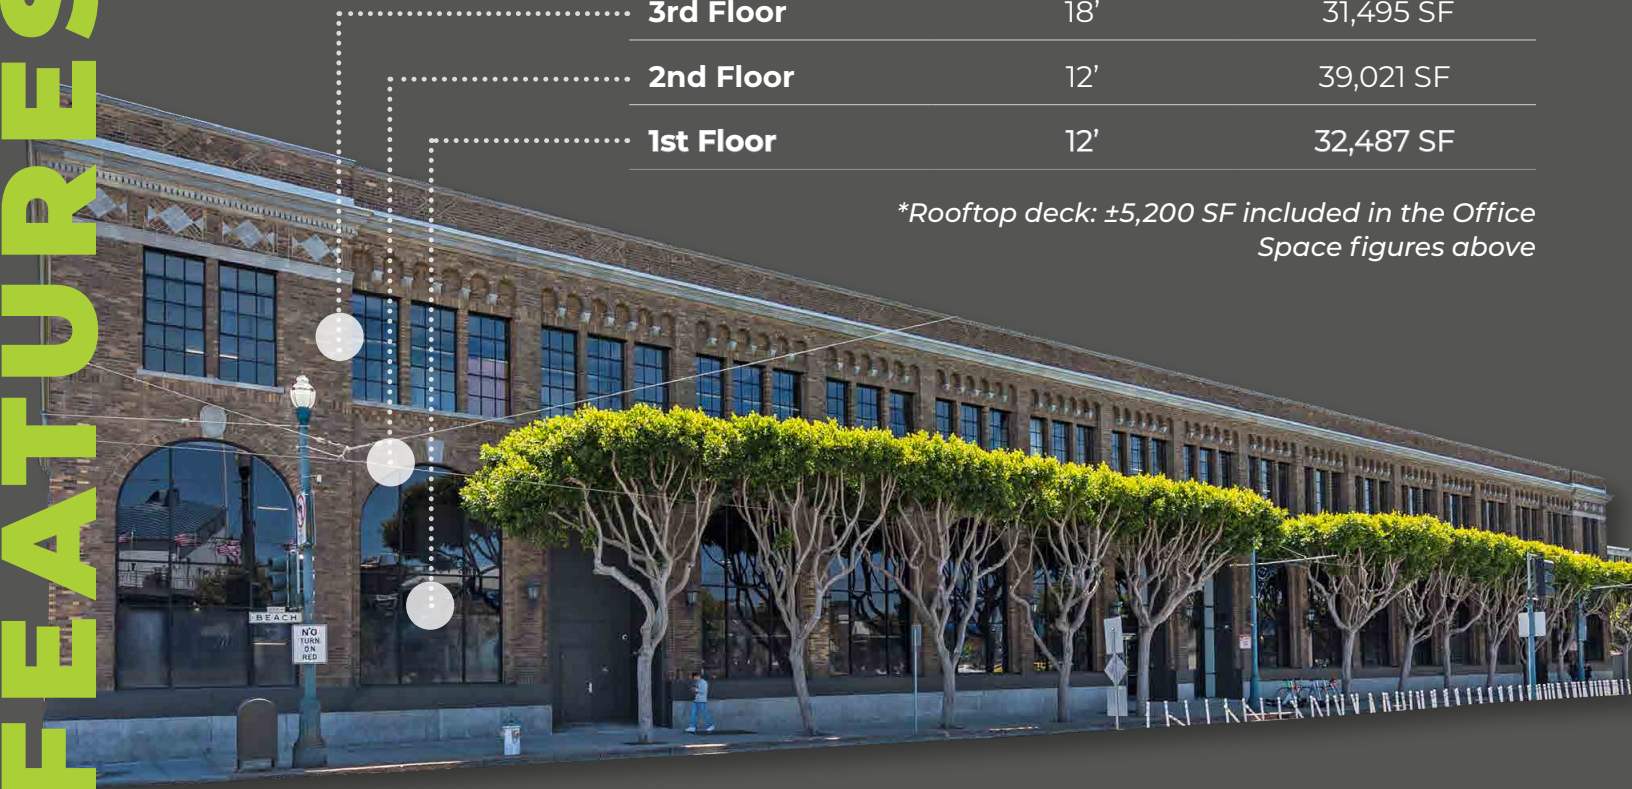 FEATURES
3rd Floor 18’ 31,495 SF
2nd Floor 12’ 39,021 SF
1st Floor 12’ 32,487 SF
*Rooftop deck: ±5,200 SF included in the Office
Space figures above
BEACH
NO
TURN
ON
RED